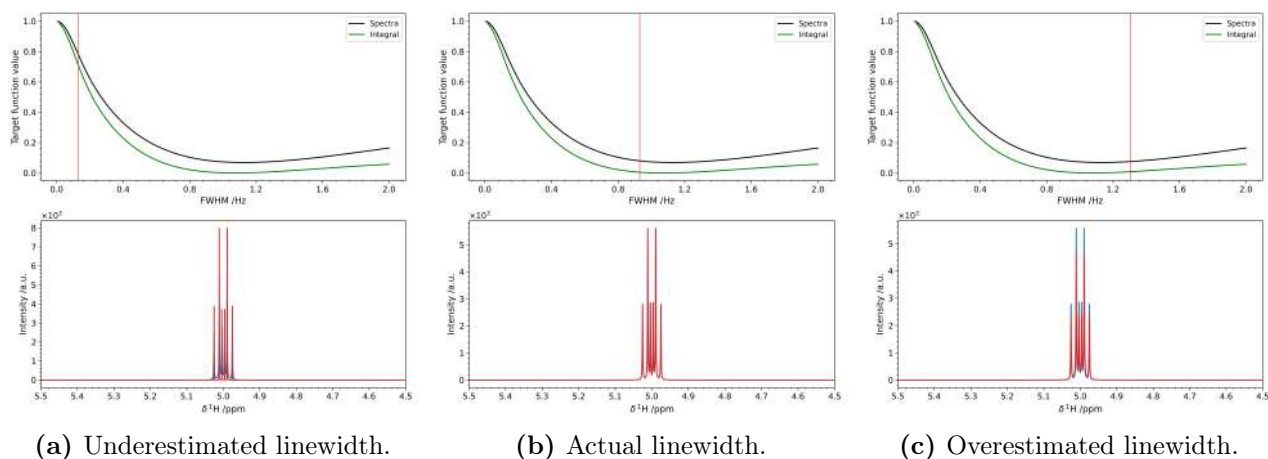 Target function value
1.0
0.8
0.6
0.4
0.2
0.0
Spectra
Integral
0.0 0.4 0.8 1.2 1.6 2.0
FWHM /Hz
Target function value
1.0
0.8
0.6
0.4
0.2
0.0
Spectra
Integral
0.0 0.4 0.8 1.2 1.6 2.0
FWHM /Hz
Target function value
1.0
0.8
0.6
0.4
0.2
0.0
Spectra
Integral
0.0 0.4 0.8 1.2 1.6 2.0
FWHM /Hz
×10³
Intensity /a.u.
8
7
6
5
4
3
2
1
0
5.5 5.4 5.3 5.2 5.1 5.0 4.9 4.8 4.7 4.6 4.5
δ ¹H /ppm
×10³
Intensity /a.u.
5
4
3
2
1
0
5.5 5.4 5.3 5.2 5.1 5.0 4.9 4.8 4.7 4.6 4.5
δ ¹H /ppm
×10³
Intensity /a.u.
5
4
3
2
1
0
5.5 5.4 5.3 5.2 5.1 5.0 4.9 4.8 4.7 4.6 4.5
δ ¹H /ppm
(a) Underestimated linewidth.
(b) Actual linewidth.
(c) Overestimated linewidth.